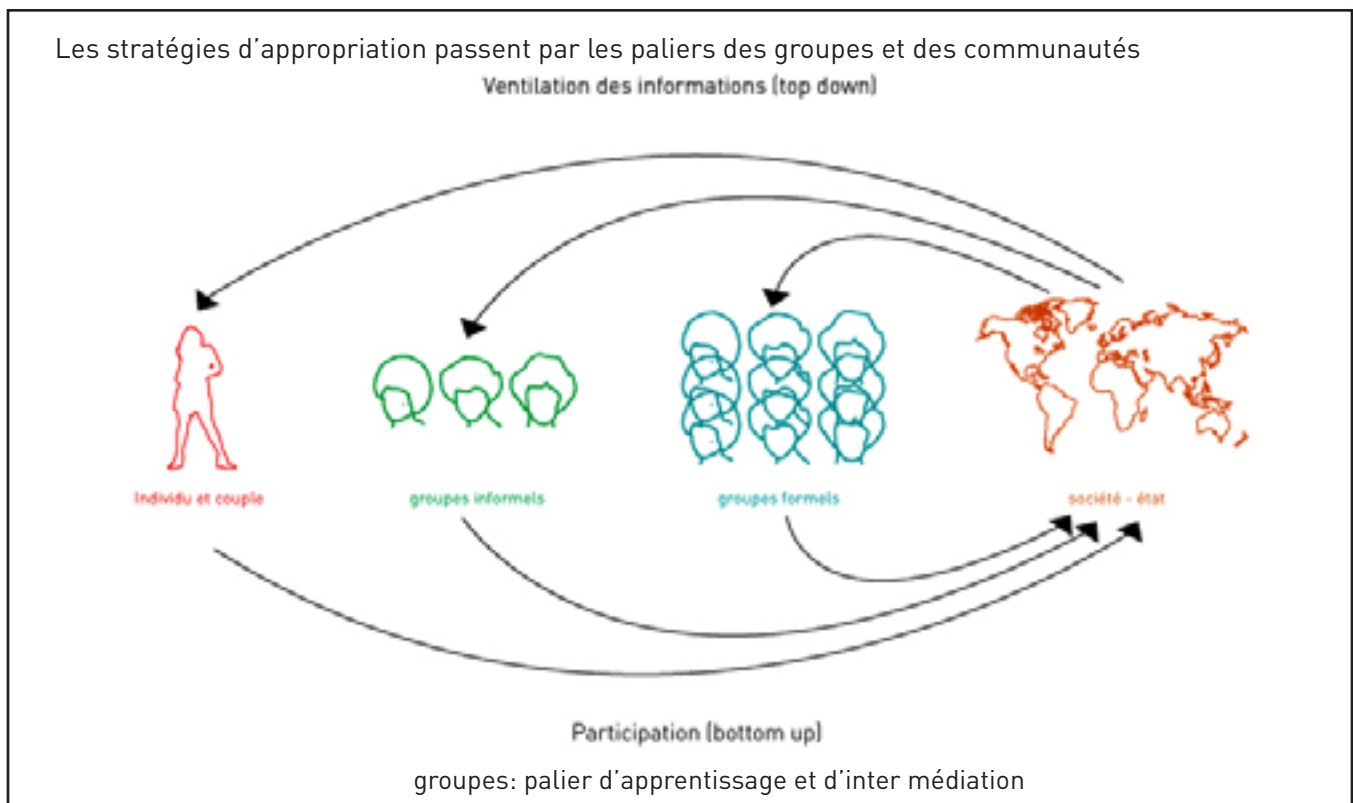 Les stratégies d'appropriation passent par les paliers des groupes et des communautés
Ventilation des informations (top down)
Individu et couple
groupes informels
groupes formels
société - état
Participation (bottom up)
groupes: palier d'apprentissage et d'inter médiation